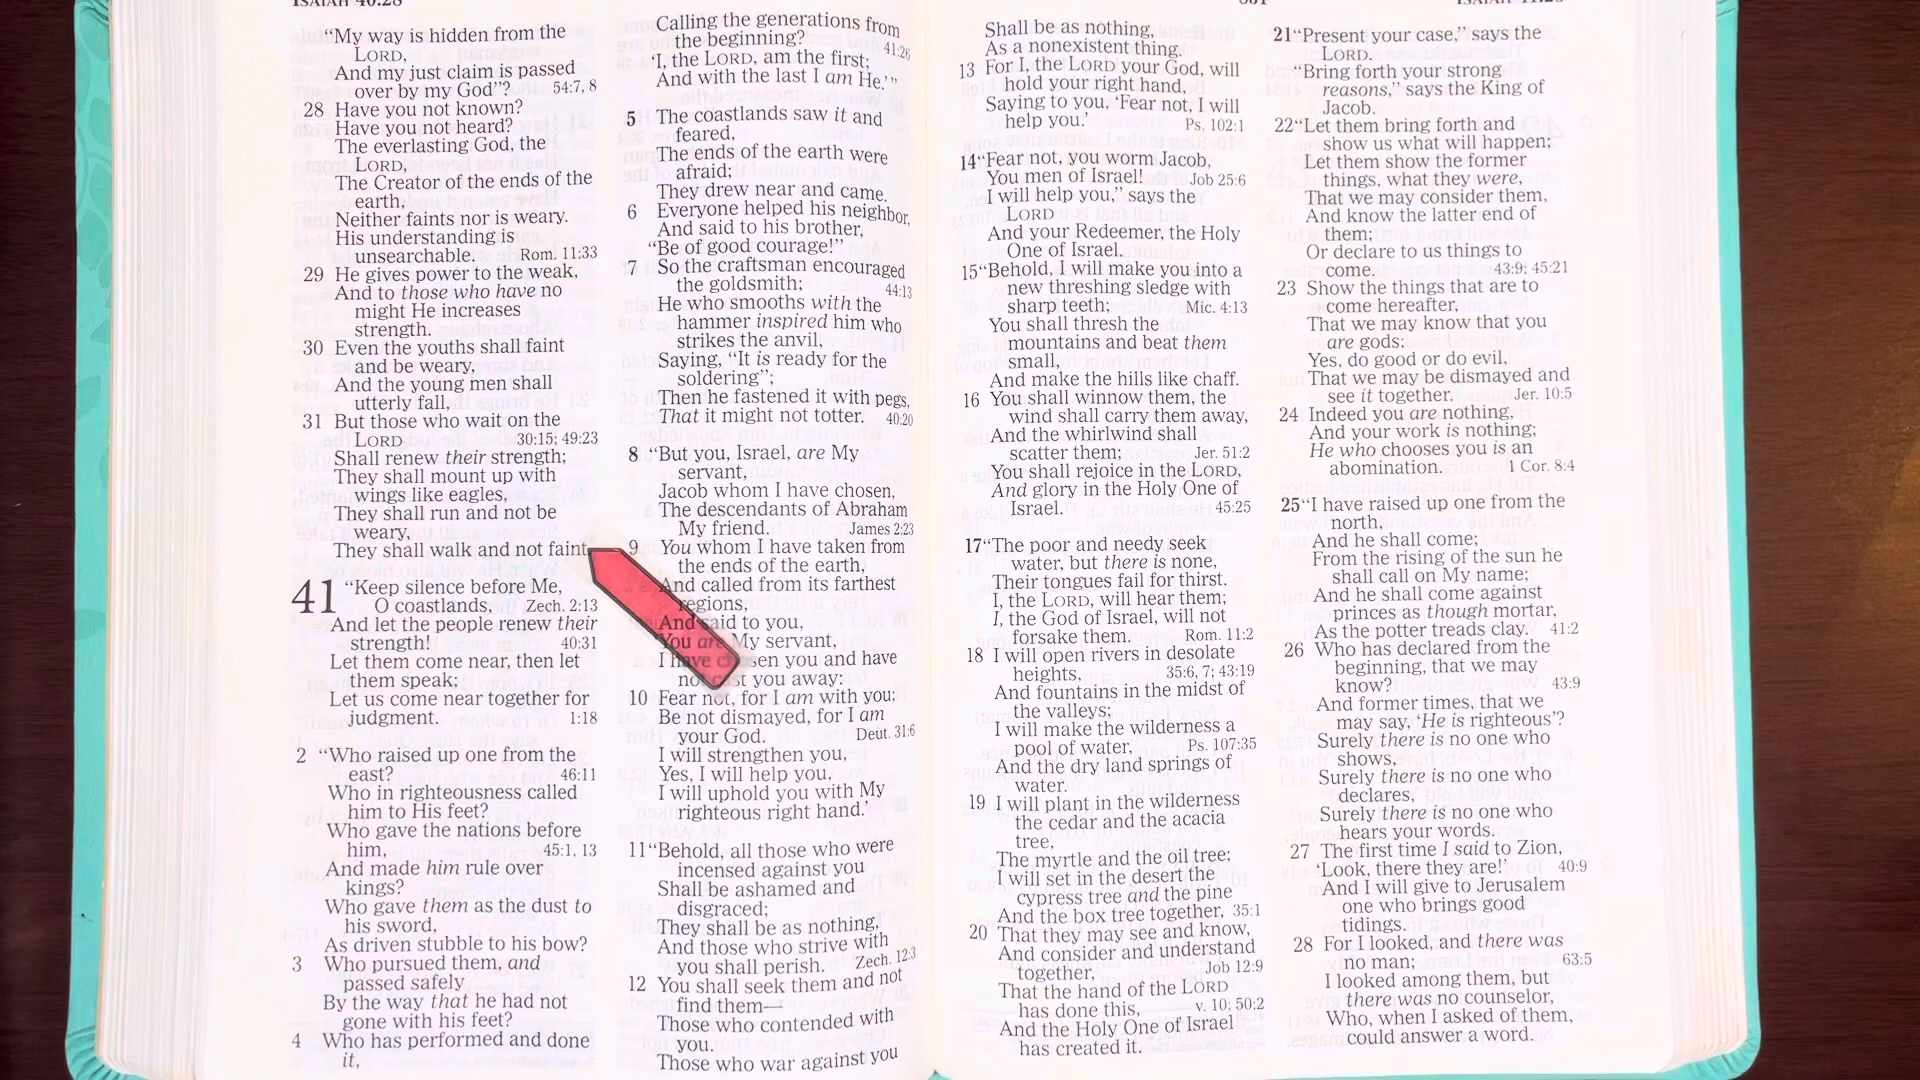 ISAIAH 40:28
"My way is hidden from the
LORD,
And my just claim is passed
over by my God"? 54:7, 8
28 Have you not known?
Have you not heard?
The everlasting God, the
LORD,
The Creator of the ends of the
earth,
Neither faints nor is weary.
His understanding is
unsearchable. Rom. 11:33
29 He gives power to the weak,
And to those who have no
might He increases
strength.
30 Even the youths shall faint
and be weary,
And the young men shall
utterly fall,
31 But those who wait on the
LORD 30:15; 49:23
Shall renew their strength;
They shall mount up with
wings like eagles,
They shall run and not be
weary,
They shall walk and not faint
41 "Keep silence before Me,
O coastlands, Zech. 2:13
And let the people renew their
strength! 40:31
Let them come near, then let
them speak;
Let us come near together for
judgment. 1:18
2 "Who raised up one from the
east? 46:11
Who in righteousness called
him to His feet?
Who gave the nations before
him, 45:1, 13
And made him rule over
kings?
Who gave them as the dust to
his sword,
As driven stubble to his bow?
3 Who pursued them, and
passed safely
By the way that he had not
gone with his feet?
4 Who has performed and done
it,
Calling the generations from
the beginning? 41:26
'I, the LORD, am the first;
And with the last I am He.'"
5 The coastlands saw it and
feared,
The ends of the earth were
afraid;
They drew near and came.
6 Everyone helped his neighbor,
And said to his brother,
"Be of good courage!"
7 So the craftsman encouraged
the goldsmith; 44:13
He who smooths with the
hammer inspired him who
strikes the anvil,
Saying, "It is ready for the
soldering";
Then he fastened it with pegs,
That it might not totter. 40:20
8 "But you, Israel, are My
servant,
Jacob whom I have chosen,
The descendants of Abraham
My friend. James 2:23
9 You whom I have taken from
the ends of the earth,
And called from its farthest
regions,
And said to you,
'You are My servant,
I have chosen you and have
not cast you away:
10 Fear not, for I am with you;
Be not dismayed, for I am
your God. Deut. 31:6
I will strengthen you,
Yes, I will help you,
I will uphold you with My
righteous right hand.'
11 "Behold, all those who were
incensed against you
Shall be ashamed and
disgraced;
They shall be as nothing,
And those who strive with
you shall perish. Zech. 12:3
12 You shall seek them and not
find them—
Those who contended with
you.
Those who war against you
Shall be as nothing,
As a nonexistent thing.
13 For I, the LORD your God, will
hold your right hand,
Saying to you, 'Fear not, I will
help you.' Ps. 102:1
14 "Fear not, you worm Jacob,
You men of Israel! Job 25:6
I will help you," says the
LORD
And your Redeemer, the Holy
One of Israel.
15 "Behold, I will make you into a
new threshing sledge with
sharp teeth; Mic. 4:13
You shall thresh the
mountains and beat them
small,
And make the hills like chaff.
16 You shall winnow them, the
wind shall carry them away,
And the whirlwind shall
scatter them; Jer. 51:2
You shall rejoice in the LORD,
And glory in the Holy One of
Israel. 45:25
17 "The poor and needy seek
water, but there is none,
Their tongues fail for thirst.
I, the LORD, will hear them;
I, the God of Israel, will not
forsake them. Rom. 11:2
18 I will open rivers in desolate
heights, 35:6, 7; 43:19
And fountains in the midst of
the valleys;
I will make the wilderness a
pool of water, Ps. 107:35
And the dry land springs of
water.
19 I will plant in the wilderness
the cedar and the acacia
tree,
The myrtle and the oil tree;
I will set in the desert the
cypress tree and the pine
And the box tree together, 35:1
20 That they may see and know,
And consider and understand
together, Job 12:9
That the hand of the LORD
has done this, v. 10; 50:2
And the Holy One of Israel
has created it.
21 "Present your case," says the
LORD.
"Bring forth your strong
reasons," says the King of
Jacob.
22 "Let them bring forth and
show us what will happen;
Let them show the former
things, what they were,
That we may consider them,
And know the latter end of
them;
Or declare to us things to
come. 43:9; 45:21
23 Show the things that are to
come hereafter,
That we may know that you
are gods;
Yes, do good or do evil,
That we may be dismayed and
see it together. Jer. 10:5
24 Indeed you are nothing,
And your work is nothing;
He who chooses you is an
abomination. 1 Cor. 8:4
25 "I have raised up one from the
north,
And he shall come;
From the rising of the sun he
shall call on My name;
And he shall come against
princes as though mortar,
As the potter treads clay. 41:2
26 Who has declared from the
beginning, that we may
know? 43:9
And former times, that we
may say, 'He is righteous'?
Surely there is no one who
shows,
Surely there is no one who
declares,
Surely there is no one who
hears your words.
27 The first time I said to Zion,
'Look, there they are!' 40:9
And I will give to Jerusalem
one who brings good
tidings.
28 For I looked, and there was
no man; 63:5
I looked among them, but
there was no counselor,
Who, when I asked of them,
could answer a word.